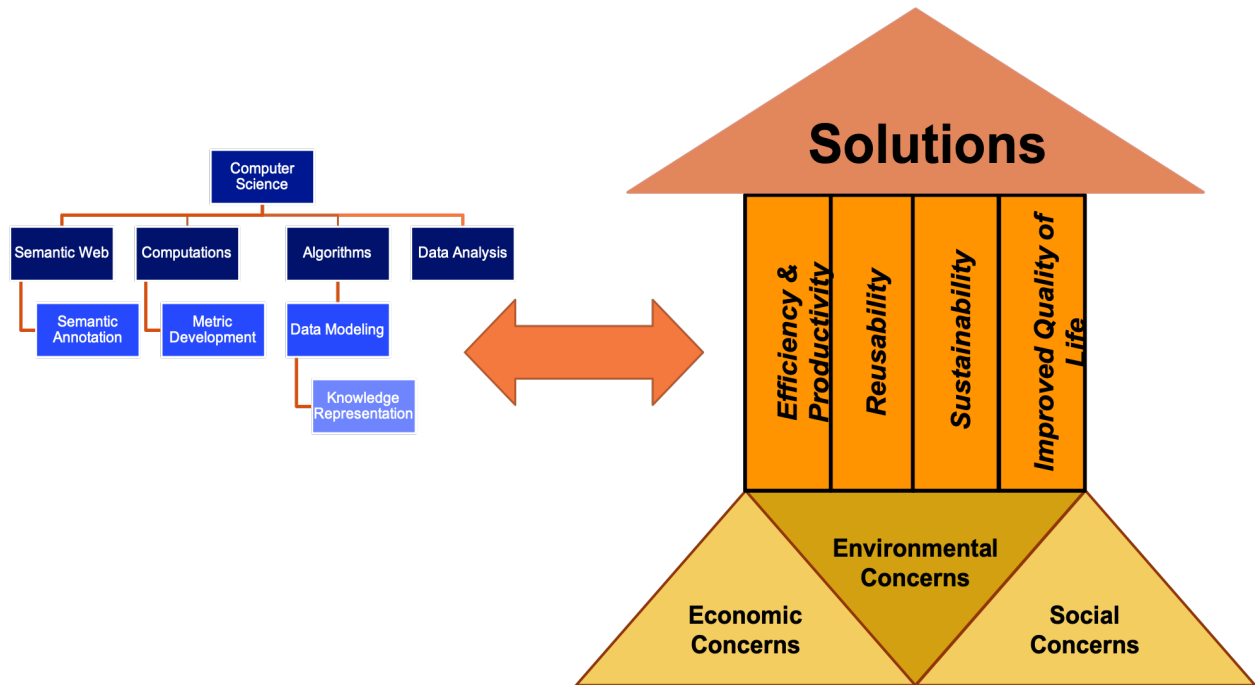 Computer
Science
Semantic Web
Computations
Algorithms
Data Analysis
Semantic
Annotation
Metric
Development
Data Modeling
Knowledge
Representation
Solutions
Efficiency &
Productivity
Reusability
Sustainability
Improved Quality of
Life
Environmental
Concerns
Economic
Concerns
Social
Concerns